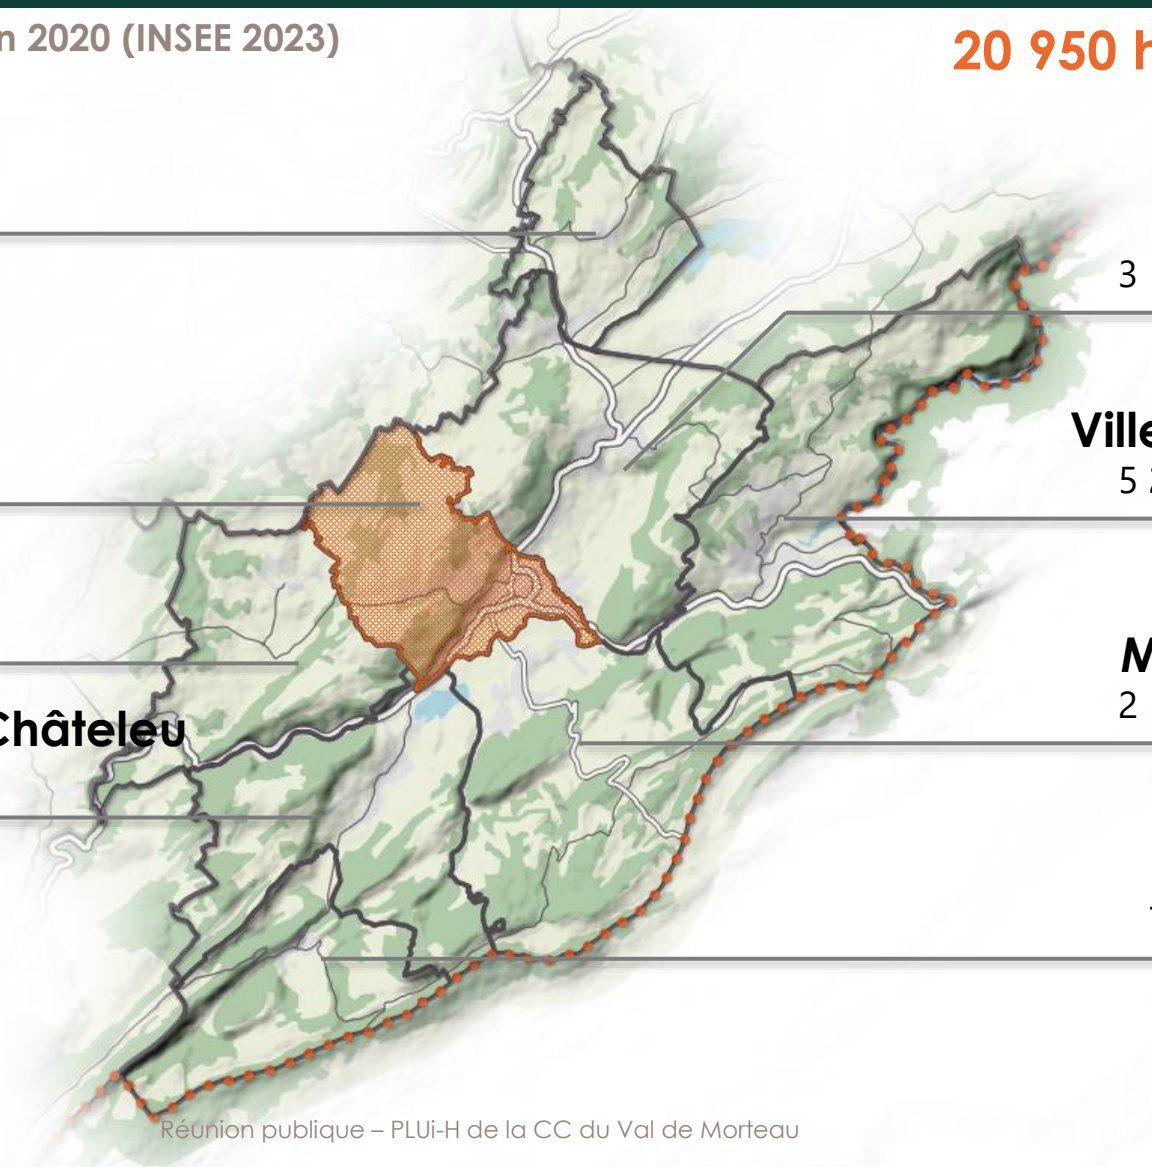 n 2020 (INSEE 2023)
20 950 h
3
Ville
5 2
M
2
Châteleu
Réunion publique – PLUi-H de la CC du Val de Morteau